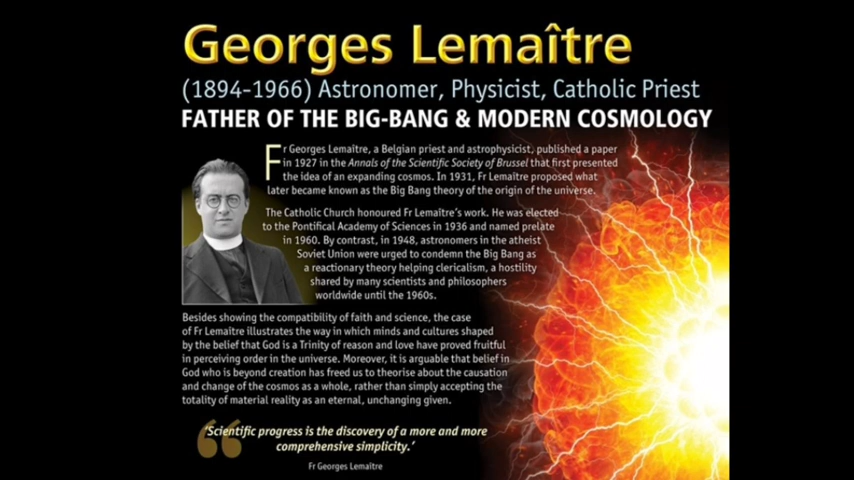 Georges Lemaître
(1894-1966) Astronomer, Physicist, Catholic Priest
FATHER OF THE BIG-BANG & MODERN COSMOLOGY
Fr Georges Lemaître, a Belgian priest and astrophysicist, published a paper
in 1927 in the Annals of the Scientific Society of Brussel that first presented
the idea of an expanding cosmos. In 1931, Fr Lemaître proposed what
later became known as the Big Bang theory of the origin of the universe.
The Catholic Church honoured Fr Lemaître's work. He was elected
to the Pontifical Academy of Sciences in 1936 and named prelate
in 1960. By contrast, in 1948, astronomers in the atheist
Soviet Union were urged to condemn the Big Bang as
a reactionary theory helping clericalism, a hostility
shared by many scientists and philosophers
worldwide until the 1960s.
Besides showing the compatibility of faith and science, the case
of Fr Lemaître illustrates the way in which minds and cultures shaped
by the belief that God is a Trinity of reason and love have proved fruitful
in perceiving order in the universe. Moreover, it is arguable that belief in
God who is beyond creation has freed us to theorise about the causation
and change of the cosmos as a whole, rather than simply accepting the
totality of material reality as an eternal, unchanging given.
“
'Scientific progress is the discovery of a more and more
comprehensive simplicity.'
Fr Georges Lemaître